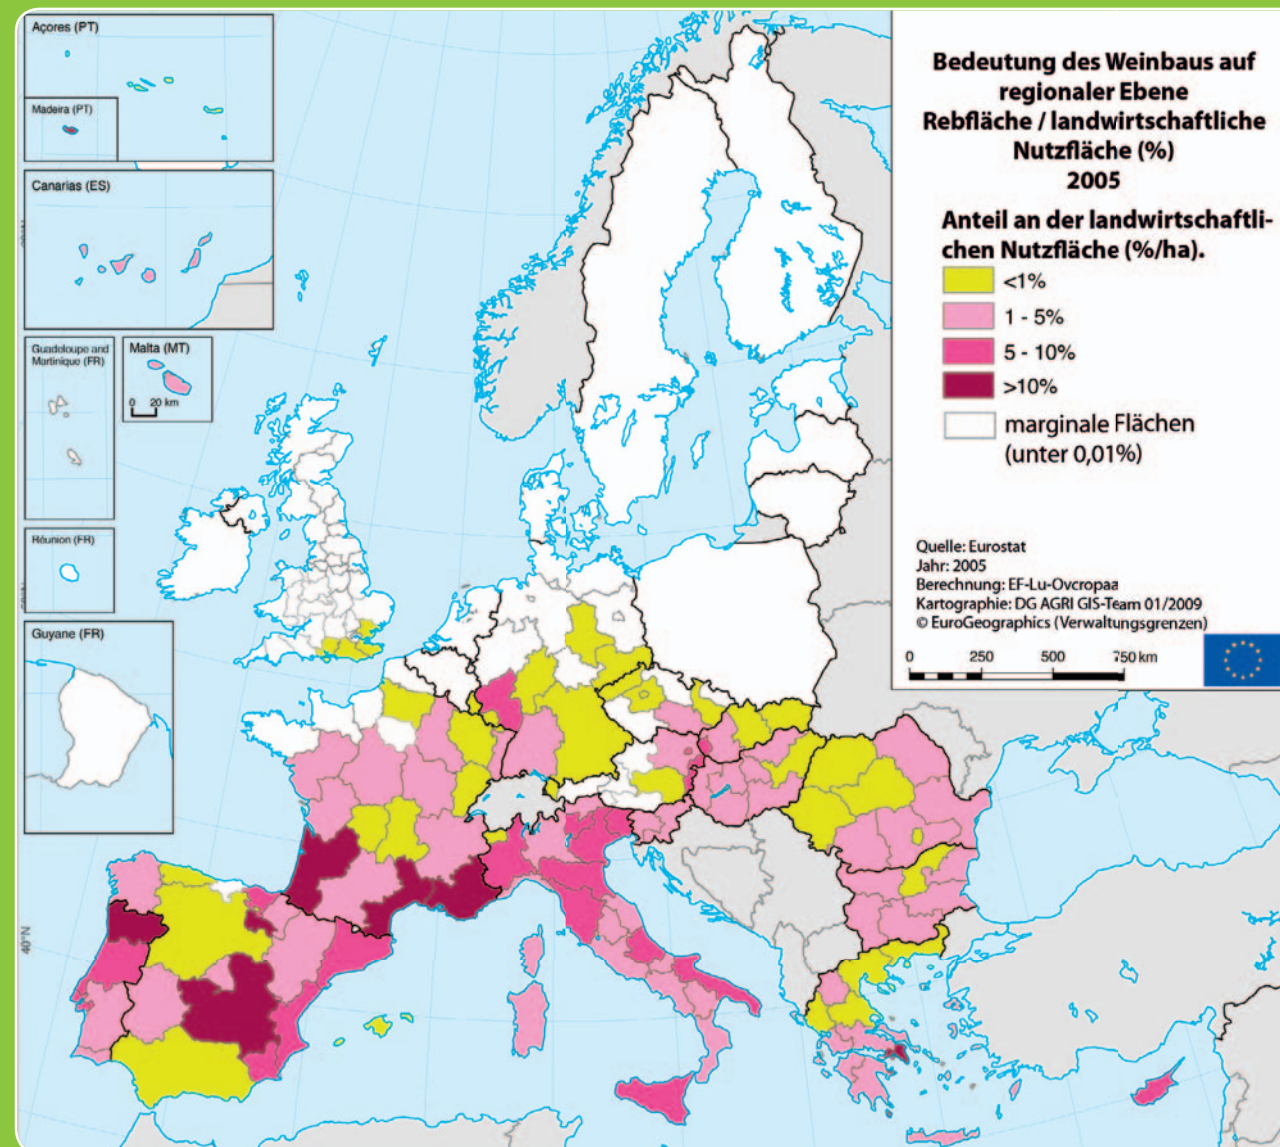 Açores (PT)
Madeira (PT)
Canarias (ES)
Guadeloupe and
Martinique (FR)
Malta (MT)
0 20 km
Réunion (FR)
Guyane (FR)
40°N
Bedeutung des Weinbaus auf
regionaler Ebene
Rebfläche / landwirtschaftliche
Nutzfläche (%)
2005
Anteil an der landwirtschaftli-
chen Nutzfläche (%/ha).
<1%
1 - 5%
5 - 10%
>10%
marginale Flächen
(unter 0,01%)
Quelle: Eurostat
Jahr: 2005
Berechnung: EF-Lu-Ovcropaa
Kartographie: DG AGRI GIS-Team 01/2009
© EuroGeographics (Verwaltungsgrenzen)
0 250 500 750 km